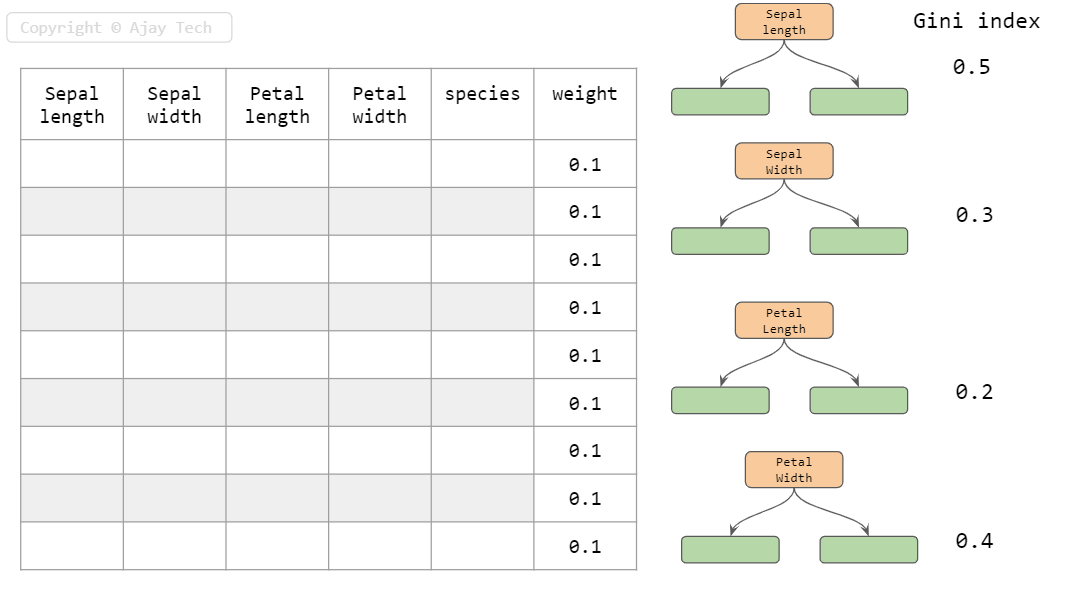 Copyright © Ajay Tech
Sepal
length
Sepal
width
Petal
length
Petal
width
species
weight
0.1
0.1
0.1
0.1
0.1
0.1
0.1
0.1
0.1
Gini index
Sepal
length
0.5
Sepal
Width
0.3
Petal
Length
0.2
Petal
Width
0.4